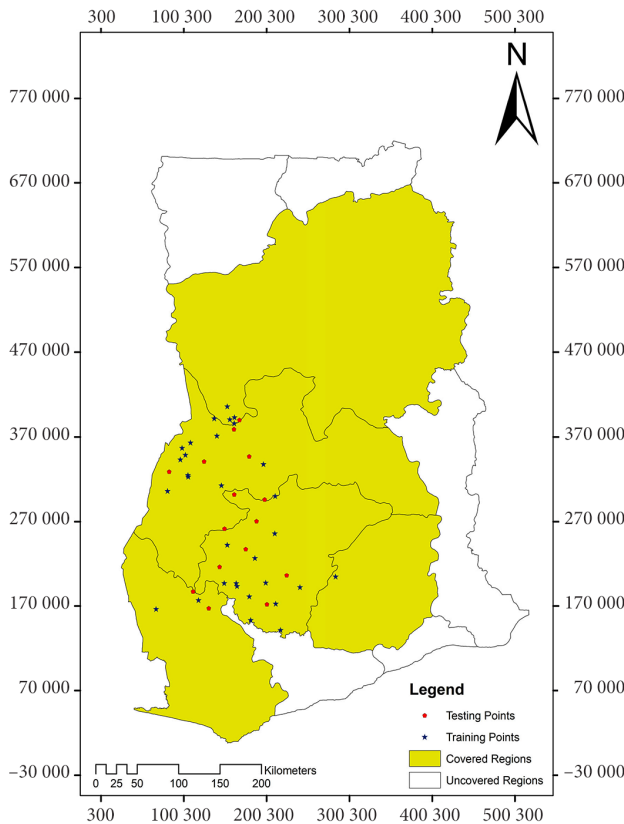 300 100 300 200 300 300 300 400 300 500 300
N
770 000 770 000
670 000 670 000
570 000 570 000
470 000 470 000
370 000 370 000
270 000 270 000
170 000 170 000
70 000 70 000
Legend
Testing Points
Training Points
Covered Regions
Uncovered Regions
−30 000 −30 000
Kilometers
0 25 50 100 150 200
300 100 300 200 300 300 300 400 300 500 300